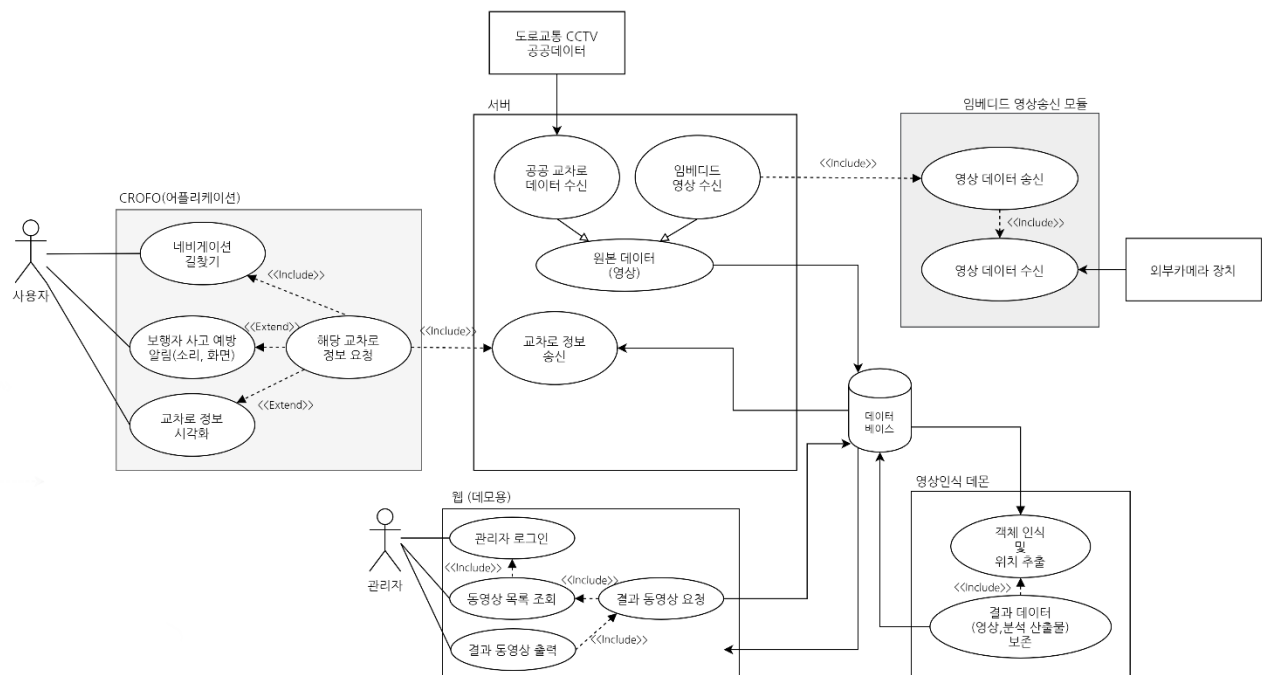 도로교통 CCTV
공공데이터
서버
임베디드 영상송신 모듈
공공 교차로
데이터 수신
임베디드
영상 수신
<<Include>>
영상 데이터 송신
<<Include>>
CROFO(어플리케이션)
네비게이션
길찾기
<<Include>>
원본 데이터
(영상)
영상 데이터 수신
외부카메라 장치
사용자
보행자 사고 예방
알림(소리, 화면)
<<Extend>>
해당 교차로
정보 요청
<<Include>>
교차로 정보
송신
<<Extend>>
교차로 정보
시각화
데이터
베이스
영상인식 데몬
웹 (데모용)
관리자 로그인
객체 인식
및
위치 추출
<<Include>>
<<Include>>
<<Include>>
관리자
동영상 목록 조회
결과 동영상 요청
결과 데이터
(영상,분석 산출물)
보존
결과 동영상 출력
<<Include>>